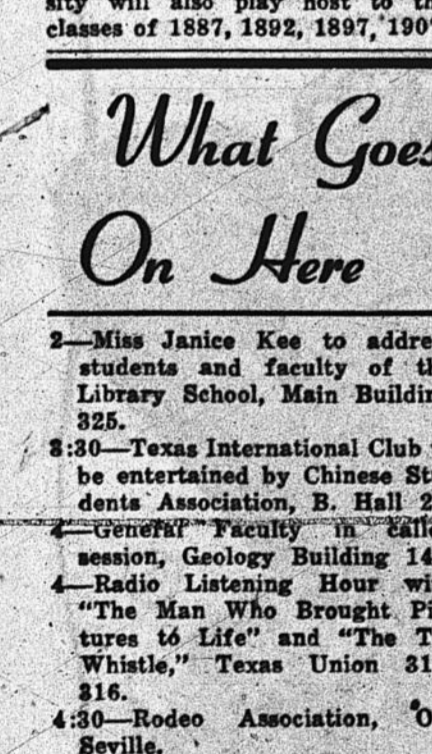 sity will also play host to th
classes of 1887, 1892, 1897, 190
What Goes
On Here
2—Miss Janice Kee to addre
students and faculty of th
Library School, Main Buildin
325.
3:30—Texas International Club
be entertained by Chinese Stu
dents Association, B. Hall 2
4—General Faculty in calle
session, Geology Building 14
4—Radio Listening Hour wi
"The Man Who Brought Pi
tures to Life" and "The T
Whistle," Texas Union 31
316.
4:30—Rodeo Association, O
Seville.